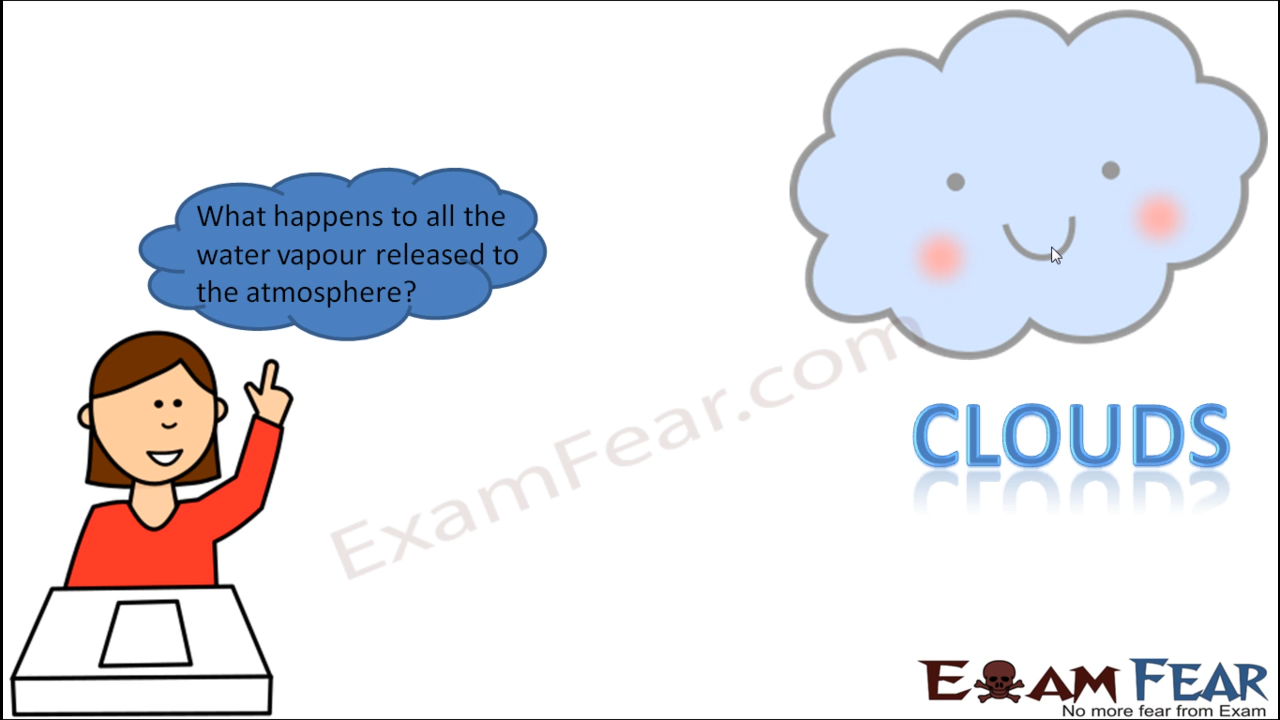 What happens to all the
water vapour released to
the atmosphere?
CLOUDS
ExamFear.com
EXAM FEAR
No more fear from Exam